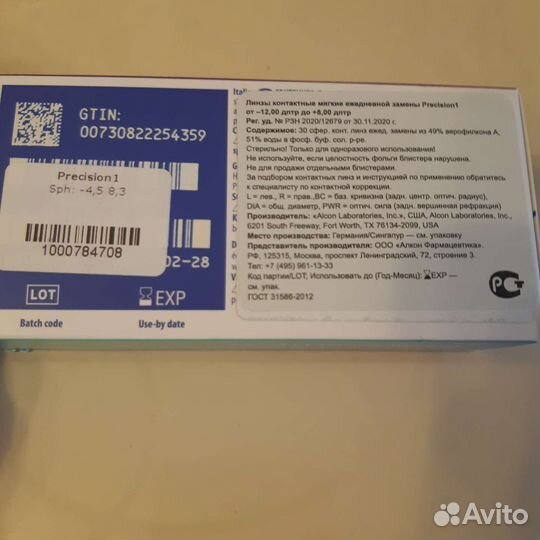 GTIN:
00730822254359
Precision1
Sph: -4,5 8,3
1000784708
02-28
LOT
EXP
Batch code
Use-by date
Линзы контактные мягкие ежедневной замены Precision1
от –12,00 дптр до +8,00 дптр
Рег. уд. № РЗН 2020/12679 от 30.11.2020 г.
Содержимое: 30 сфер. конт. линз ежед. замены из 49% верофилкона А,
51% воды в фосф. буф. сол. р-ре.
Стерильно! Только для одноразового использования!
Не используйте, если целостность фольги блистера нарушена.
Не для продажи отдельными блистерами.
За подбором контактных линз и инструкцией по применению обратитесь
к специалисту по контактной коррекции.
L = лев., R = прав.,BC = баз. кривизна (задн. центр. оптич. радиус),
DIA = общ. диаметр, PWR = оптич. сила (задн. вершинная рефракция)
Производитель: «Alcon Laboratories, Inc.», США, Alcon Laboratories, Inc.,
6201 South Freeway, Fort Worth, TX 76134-2099, USA
Место производства: Германия/Сингапур — см. упаковку
Представитель производителя: ООО «Алкон Фармацевтика».
РФ, 125315, Москва, проспект Ленинградский, 72, строение 3.
Тел: +7 (495) 961-13-33
Код партии/LOT; Использовать до (Год-Месяц): EXP —
см. упак.
ГОСТ 31586-2012
Avito